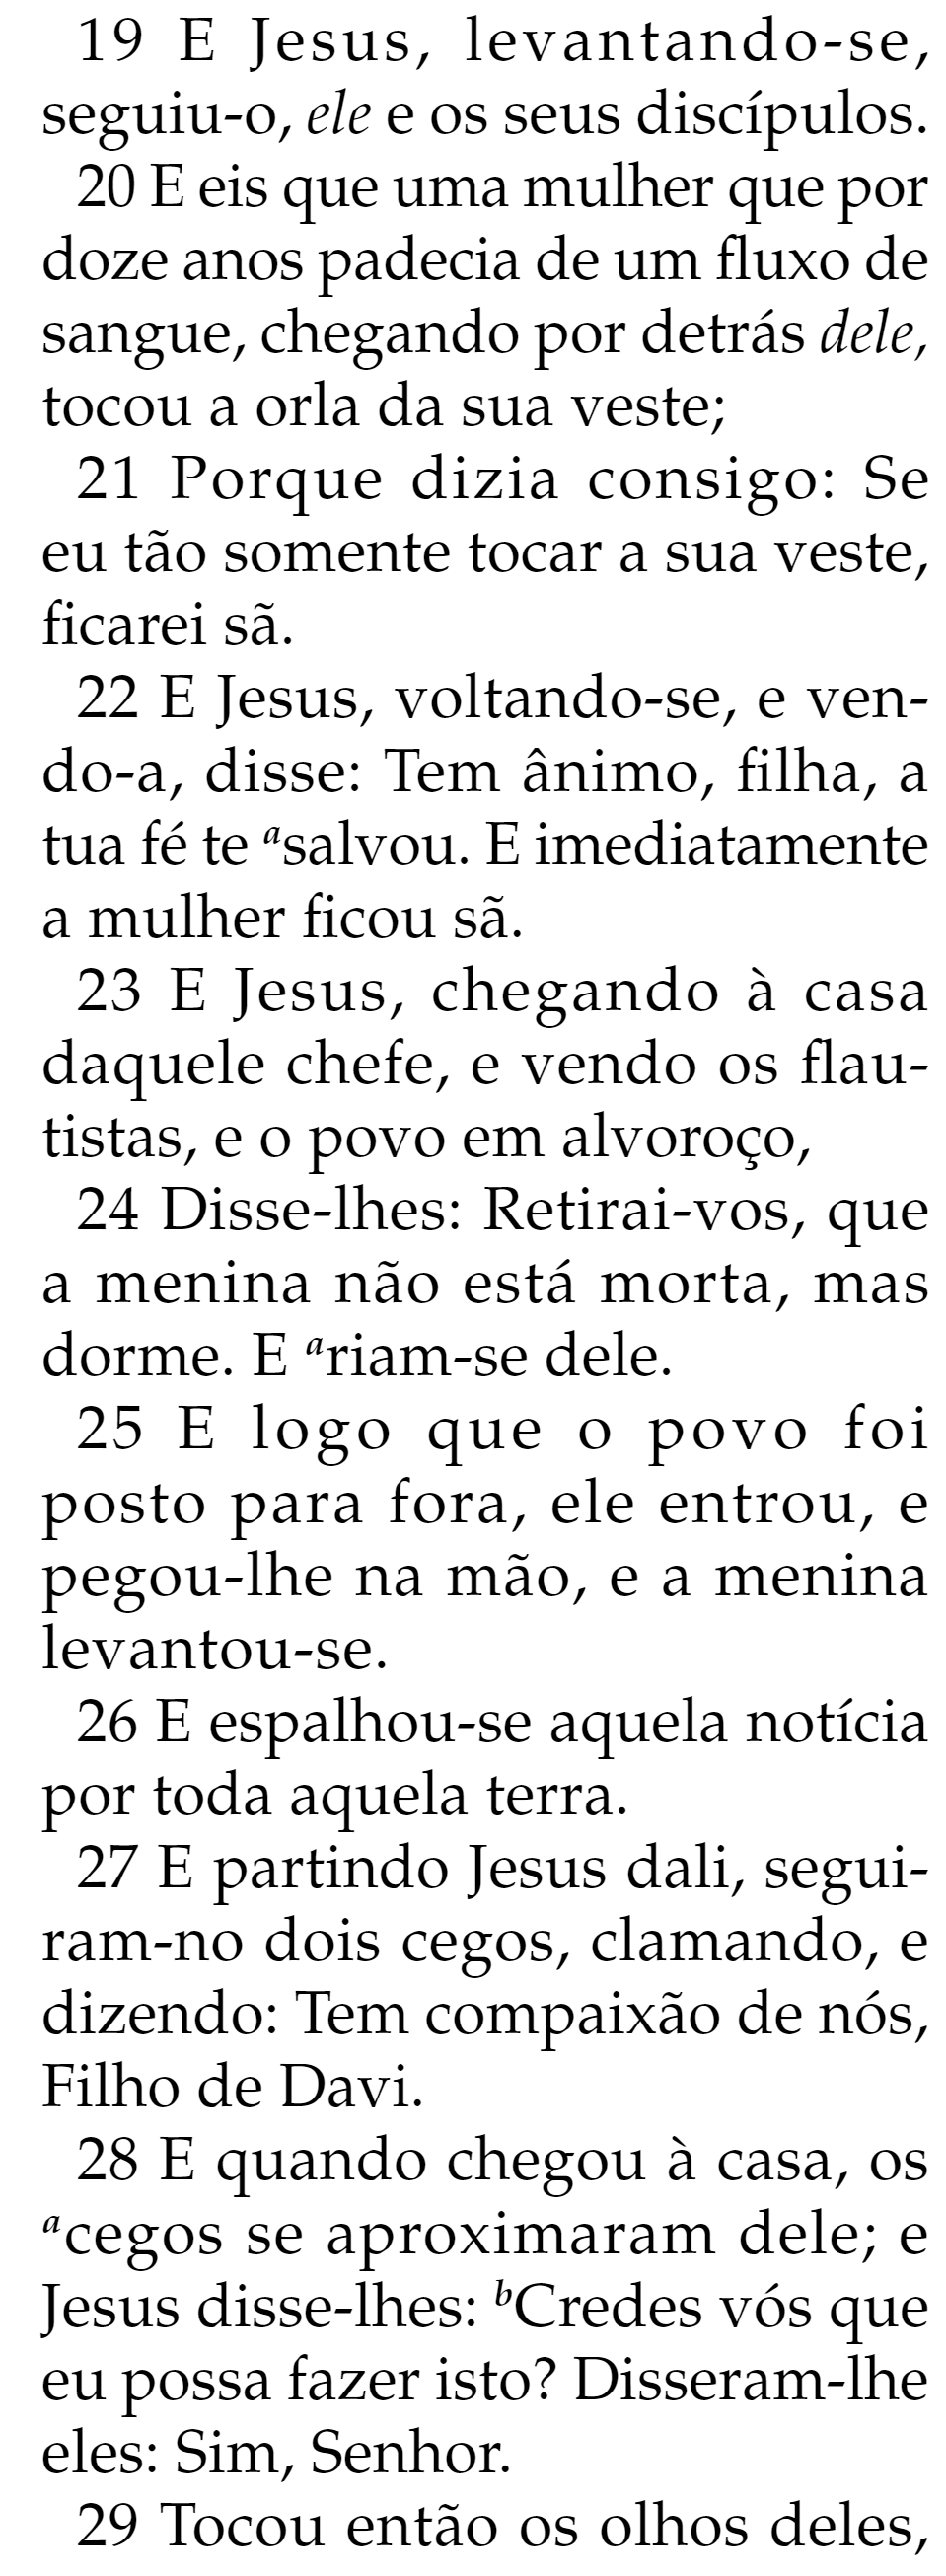 19 E Jesus, levantando-se,
seguiu-o, ele e os seus discípulos.
20 E eis que uma mulher que por
doze anos padecia de um fluxo de
sangue, chegando por detrás dele,
tocou a orla da sua veste;
21 Porque dizia consigo: Se
eu tão somente tocar a sua veste,
ficarei sã.
22 E Jesus, voltando-se, e ven-
do-a, disse: Tem ânimo, filha, a
tua fé te asalvou. E imediatamente
a mulher ficou sã.
23 E Jesus, chegando à casa
daquele chefe, e vendo os flau-
tistas, e o povo em alvoroço,
24 Disse-lhes: Retirai-vos, que
a menina não está morta, mas
dorme. E ariam-se dele.
25 E logo que o povo foi
posto para fora, ele entrou, e
pegou-lhe na mão, e a menina
levantou-se.
26 E espalhou-se aquela notícia
por toda aquela terra.
27 E partindo Jesus dali, segui-
ram-no dois cegos, clamando, e
dizendo: Tem compaixão de nós,
Filho de Davi.
28 E quando chegou à casa, os
acegos se aproximaram dele; e
Jesus disse-lhes: bCredes vós que
eu possa fazer isto? Disseram-lhe
eles: Sim, Senhor.
29 Tocou então os olhos deles,